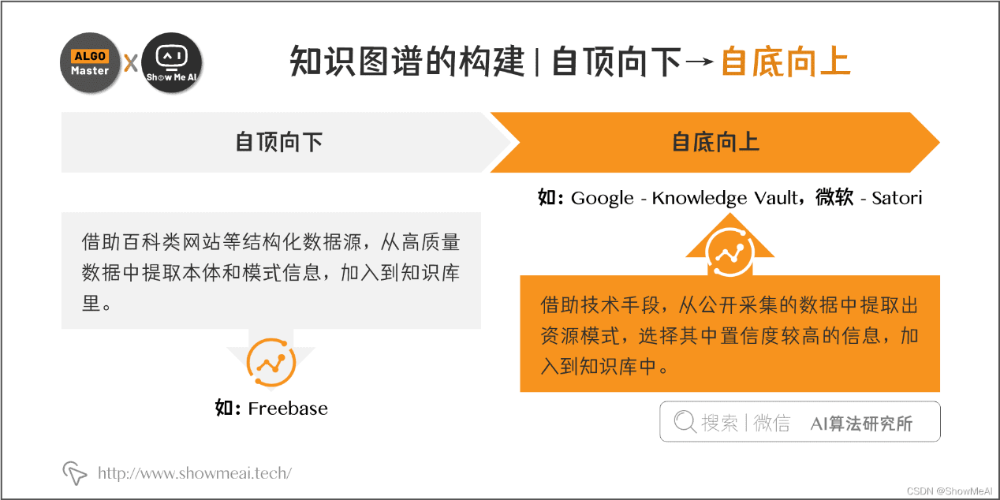 ALGO
Master
X
Show Me AI
知识图谱的构建 | 自顶向下→自底向上
自顶向下
自底向上
如: Google - Knowledge Vault, 微软 - Satori
借助百科类网站等结构化数据源，从高质量
数据中提取本体和模式信息，加入到知识库
里。
如: Freebase
借助技术手段，从公开采集的数据中提取出
资源模式，选择其中置信度较高的信息，加
入到知识库中。
搜索 | 微信 AI算法研究所
http://www.showmeai.tech/
CSDN @ShowMeAI